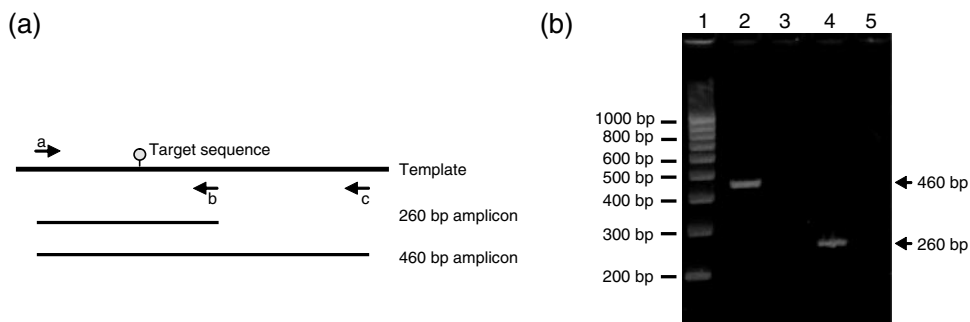 (a)
a
Target sequence
Template
b
c
260 bp amplicon
460 bp amplicon
(b)
1 2 3 4 5
1000 bp
800 bp
600 bp
500 bp
400 bp
300 bp
200 bp
460 bp
260 bp